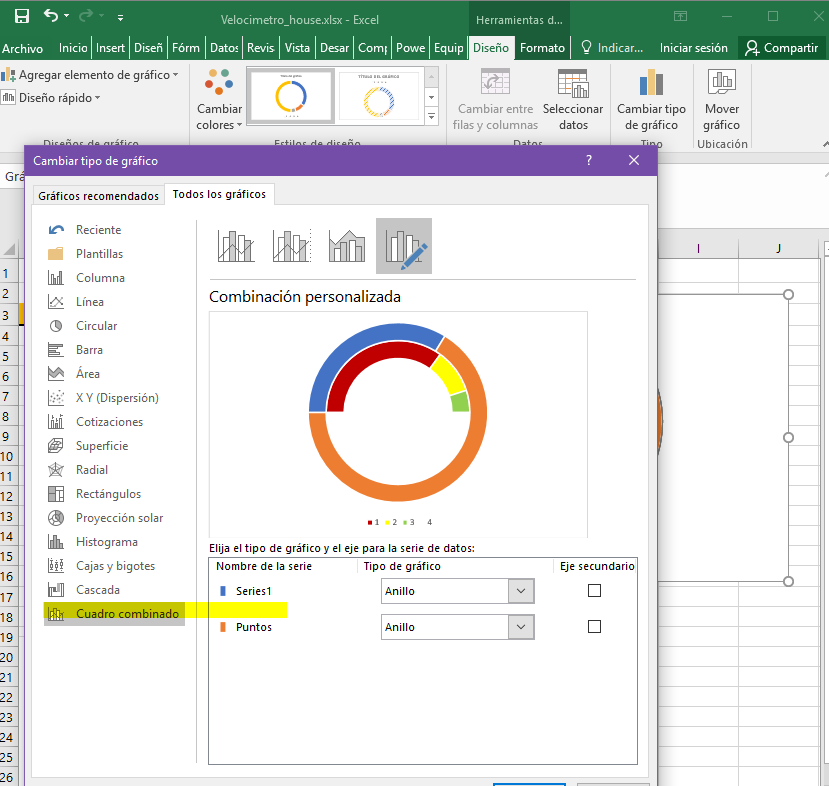 Velocimetro_house.xlsx - Excel
Herramientas d...
Archivo Inicio Insert Diseñ Fórm Datos Revis Vista Desar Comp Powe Equip Diseño Formato Indicar... Iniciar sesión Compartir
Agregar elemento de gráfico
Diseño rápido
Cambiar
colores
TÍTULO DEL GRÁFICO
Cambiar entre
filas y columnas
Seleccionar
datos
Cambiar tipo
de gráfico
Mover
gráfico
Diseños de gráfico Estilos de diseño Datos Tipo Ubicación
Cambiar tipo de gráfico ?
Grá
Gráficos recomendados Todos los gráficos
Reciente
Plantillas
Columna
Línea
Circular
Barra
Área
X Y (Dispersión)
Cotizaciones
Superficie
Radial
Rectángulos
Proyección solar
Histograma
Cajas y bigotes
Cascada
Cuadro combinado
Combinación personalizada
1 2 3 4
Elija el tipo de gráfico y el eje para la serie de datos:
Nombre de la serie Tipo de gráfico Eje secundario
Series1 Anillo
Puntos Anillo
I J
1
2
3
4
5
6
7
8
9
10
11
12
13
14
15
16
17
18
19
20
21
22
23
24
25
26